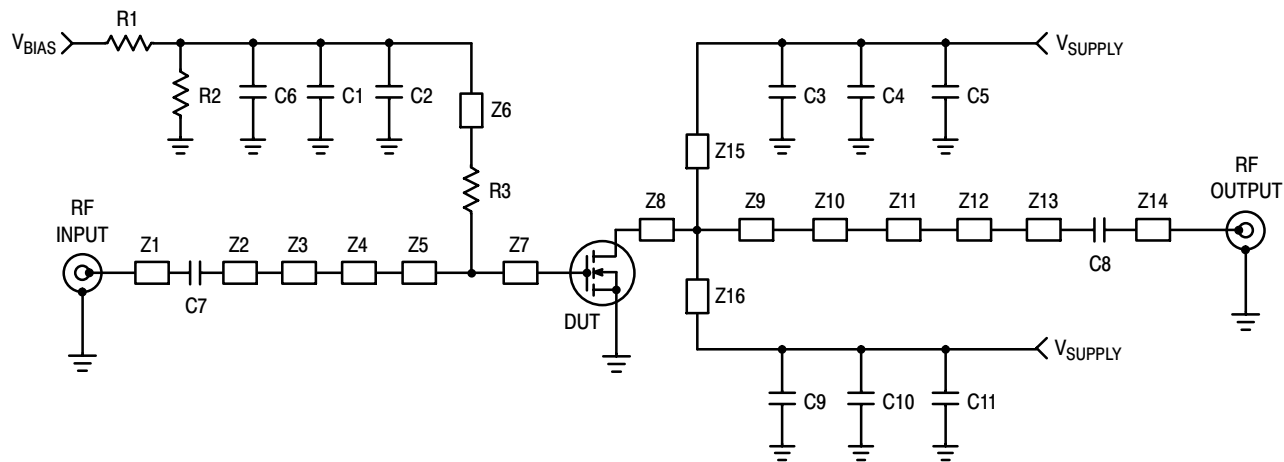 R1
V_BIAS
V_SUPPLY
R2
C6
C1
C2
Z6
C3
C4
C5
Z15
R3
RF
OUTPUT
RF
INPUT
Z8
Z9
Z10
Z11
Z12
Z13
Z14
Z1
Z2
Z3
Z4
Z5
Z7
C8
C7
Z16
DUT
V_SUPPLY
C9
C10
C11